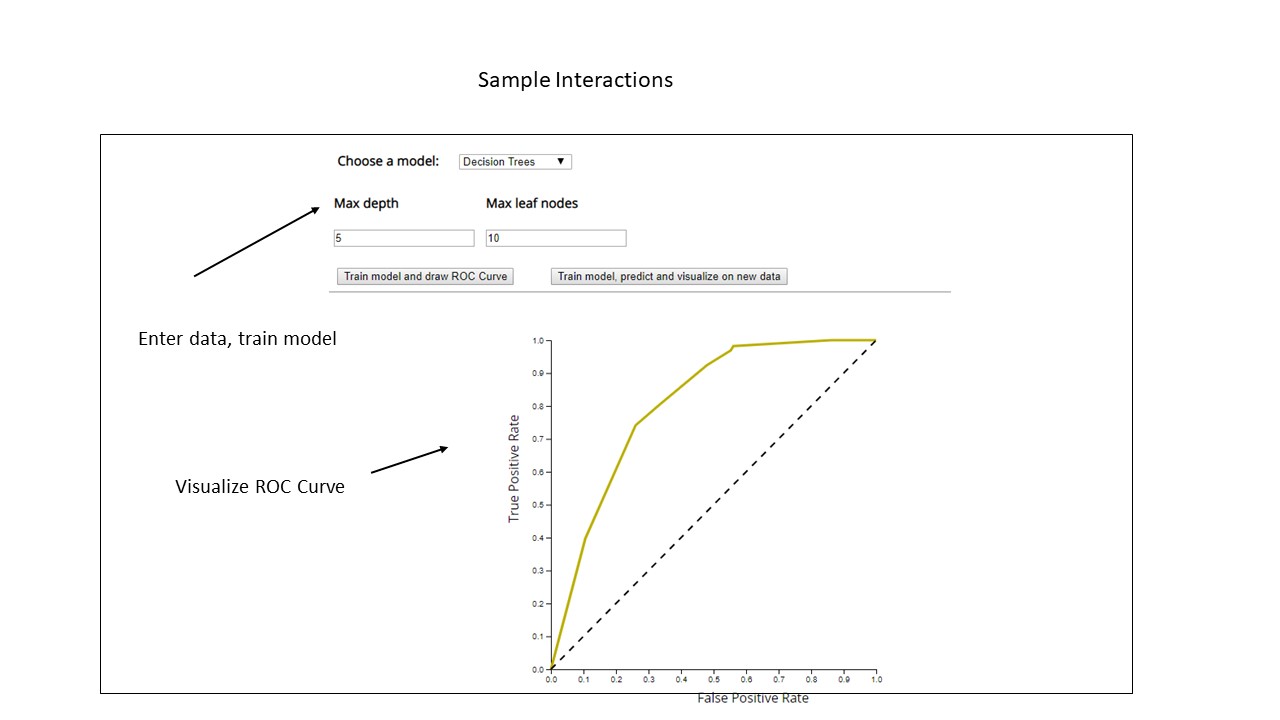 Sample Interactions
Choose a model: Decision Trees ▼
Max depth Max leaf nodes
5 10
Train model and draw ROC Curve Train model, predict and visualize on new data
Enter data, train model
Visualize ROC Curve
True Positive Rate
1.0
0.9
0.8
0.7
0.6
0.5
0.4
0.3
0.2
0.1
0.0
0.0 0.1 0.2 0.3 0.4 0.5 0.6 0.7 0.8 0.9 1.0
False Positive Rate